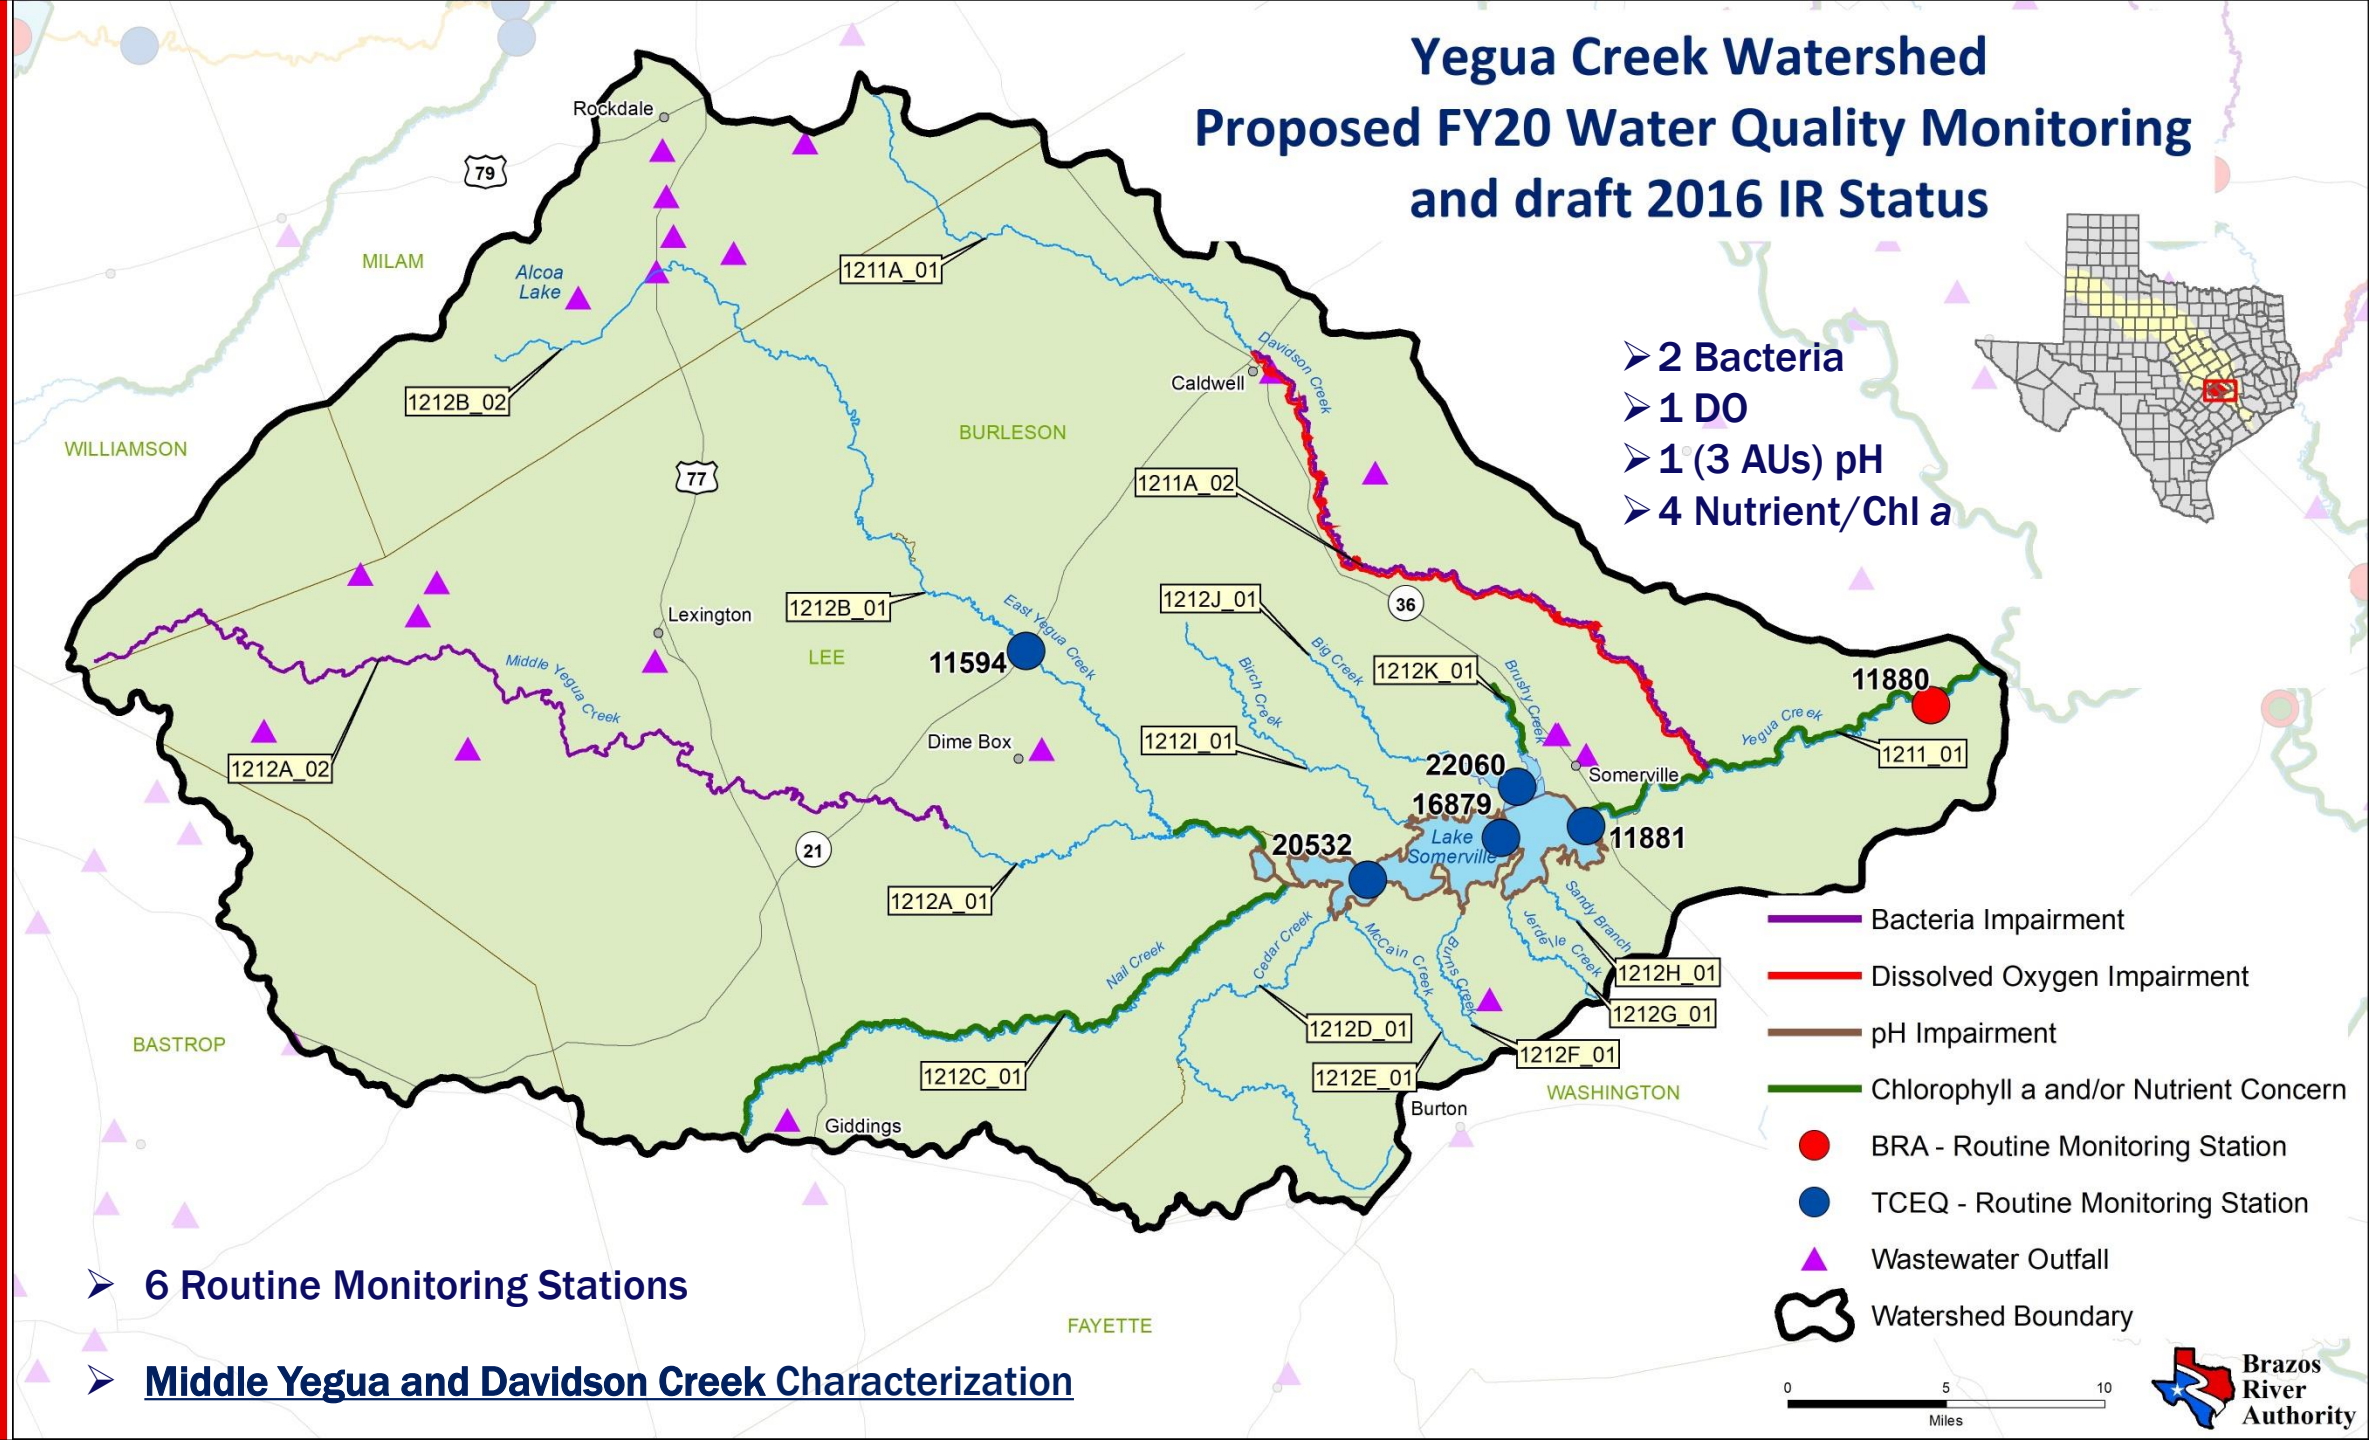 Yegua Creek Watershed
Proposed FY20 Water Quality Monitoring
and draft 2016 IR Status
Rockdale
79
MILAM
Alcoa
Lake
1211A_01
1212B_02
WILLIAMSON
77
BURLESON
Caldwell
Davidson Creek
1211A_02
➢ 2 Bacteria
➢ 1 DO
➢ 1 (3 AUs) pH
➢ 4 Nutrient/Chl a
Lexington
1212B_01
East Yegua Creek
LEE
11594
1212J_01
Big Creek
Birch Creek
36
1212K_01
Brushy Creek
11880
Yegua Creek
1211_01
Middle Yegua Creek
1212A_02
Dime Box
1212I_01
22060
Somerville
16879
Lake
Somerville
11881
20532
21
1212A_01
Nail Creek
Cedar Creek
McCain Creek
Burns Creek
Jerdelle Creek
Sandy Branch
1212H_01
1212G_01
1212D_01
1212F_01
1212E_01
1212C_01
BASTROP
Giddings
Burton
WASHINGTON
FAYETTE
Bacteria Impairment
Dissolved Oxygen Impairment
pH Impairment
Chlorophyll a and/or Nutrient Concern
BRA - Routine Monitoring Station
TCEQ - Routine Monitoring Station
Wastewater Outfall
Watershed Boundary
➢ 6 Routine Monitoring Stations
➢ Middle Yegua and Davidson Creek Characterization
0 5 10
Miles
Brazos
River
Authority